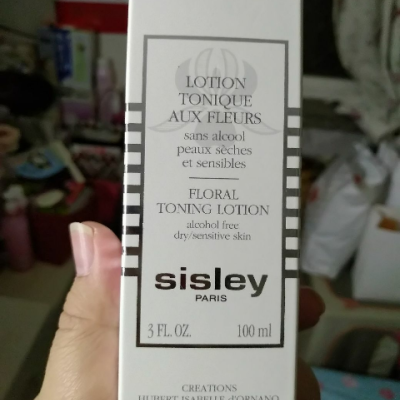 LOTION
TONIQUE
AUX FLEURS
sans alcool
peaux sèches
et sensibles
FLORAL
TONING LOTION
alcohol free
dry/sensitive skin
sisley
PARIS
3 FL. OZ. 100 ml
CREATIONS
HUBERT ISABELLE d'ORNANO